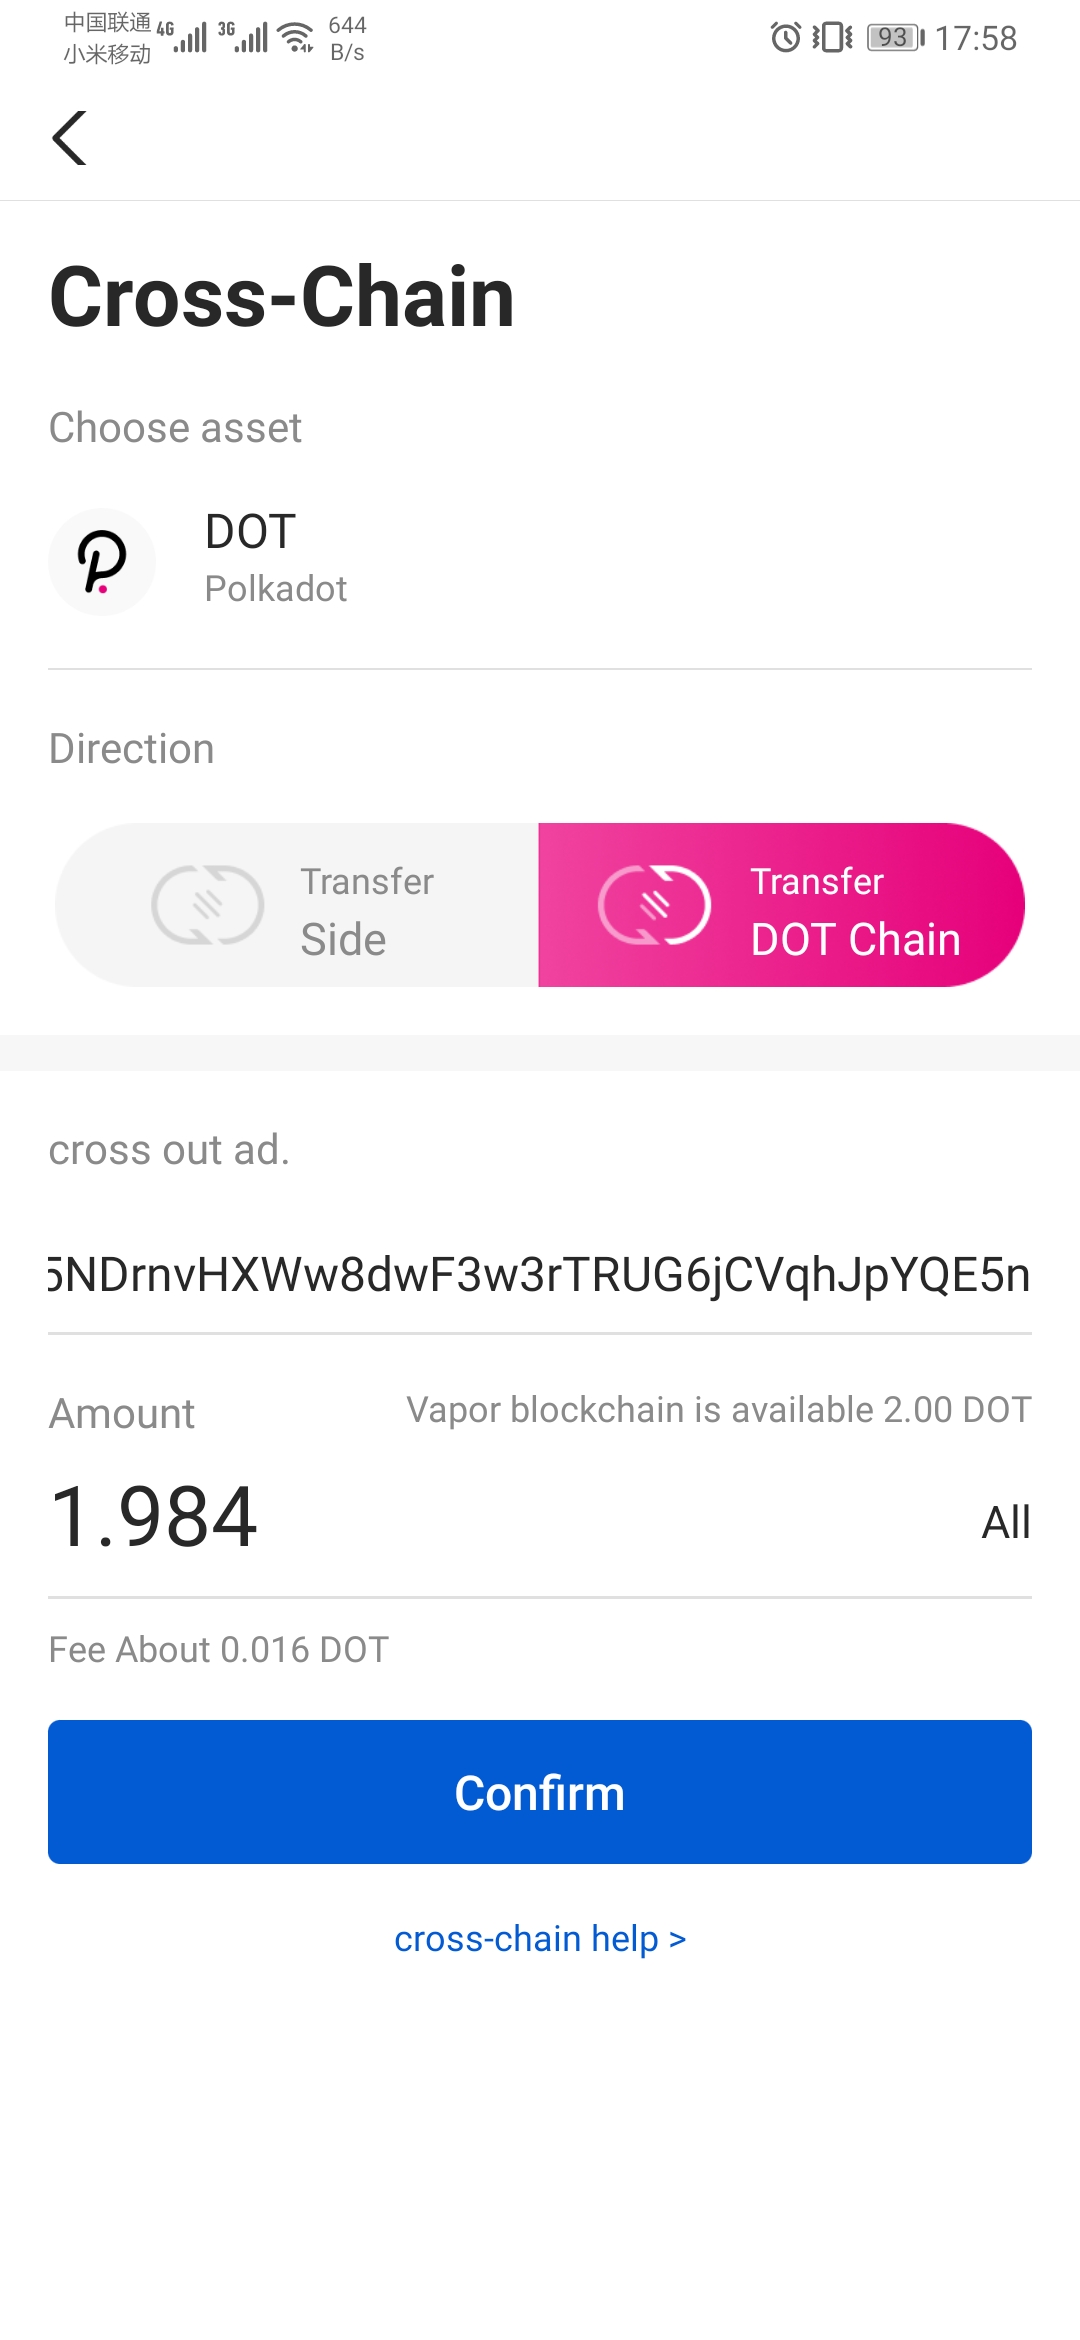 中国联通 4G 3G 644
小米移动 B/s 93 17:58
Cross-Chain
Choose asset
DOT
Polkadot
Direction
Transfer Transfer
Side DOT Chain
cross out ad.
5NDrnvHXWw8dwF3w3rTRUG6jCVqhJpYQE5n
Amount Vapor blockchain is available 2.00 DOT
1.984 All
Fee About 0.016 DOT
Confirm
cross-chain help >